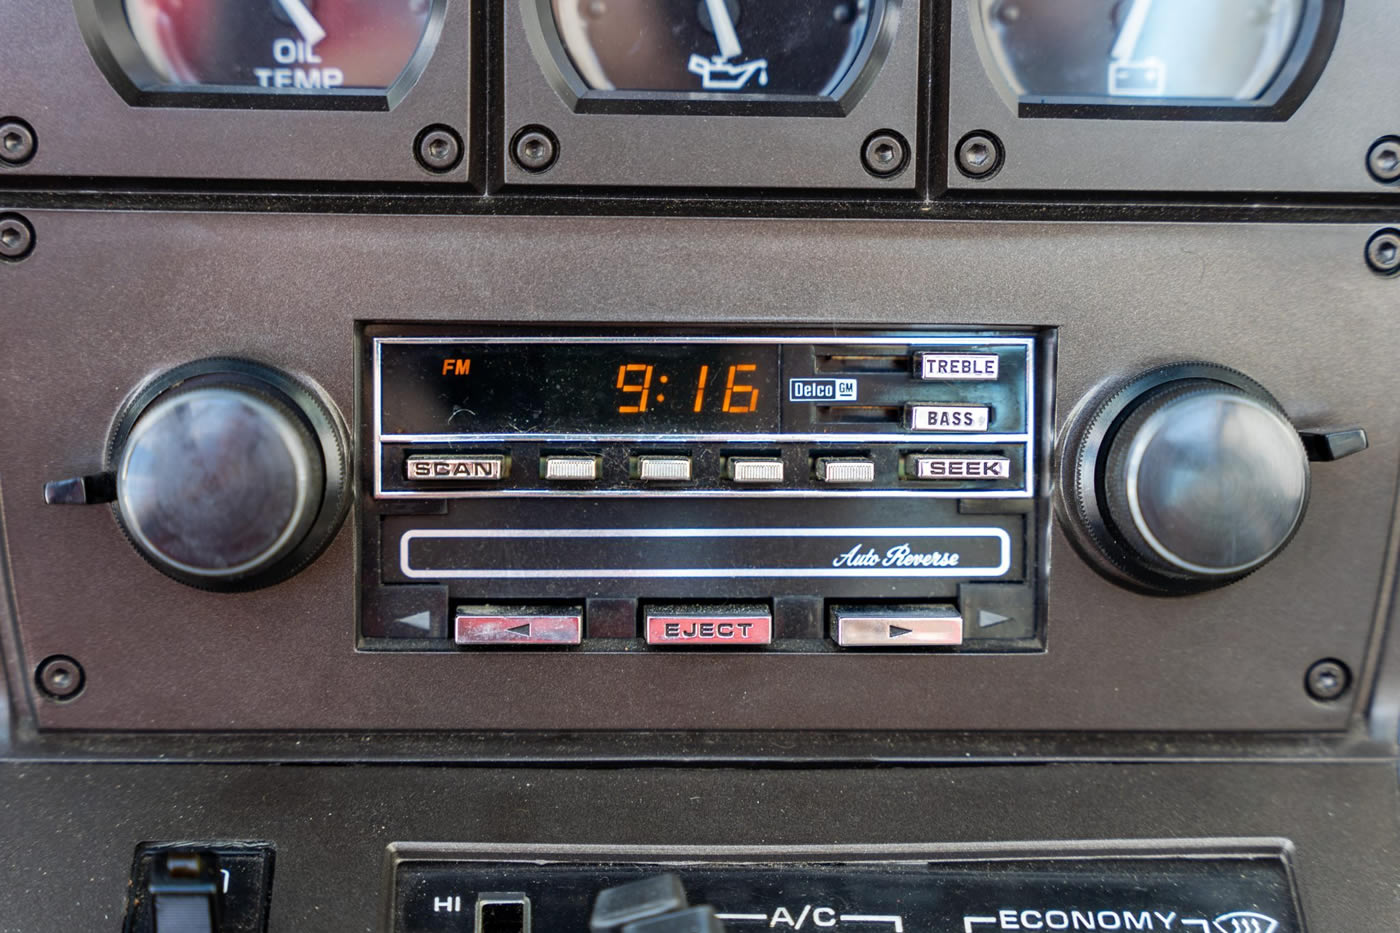 OIL
TEMP
FM
9:16
TREBLE
Delco GM
BASS
SCAN
SEEK
Auto Reverse
EJECT
HI
A/C
ECONOMY